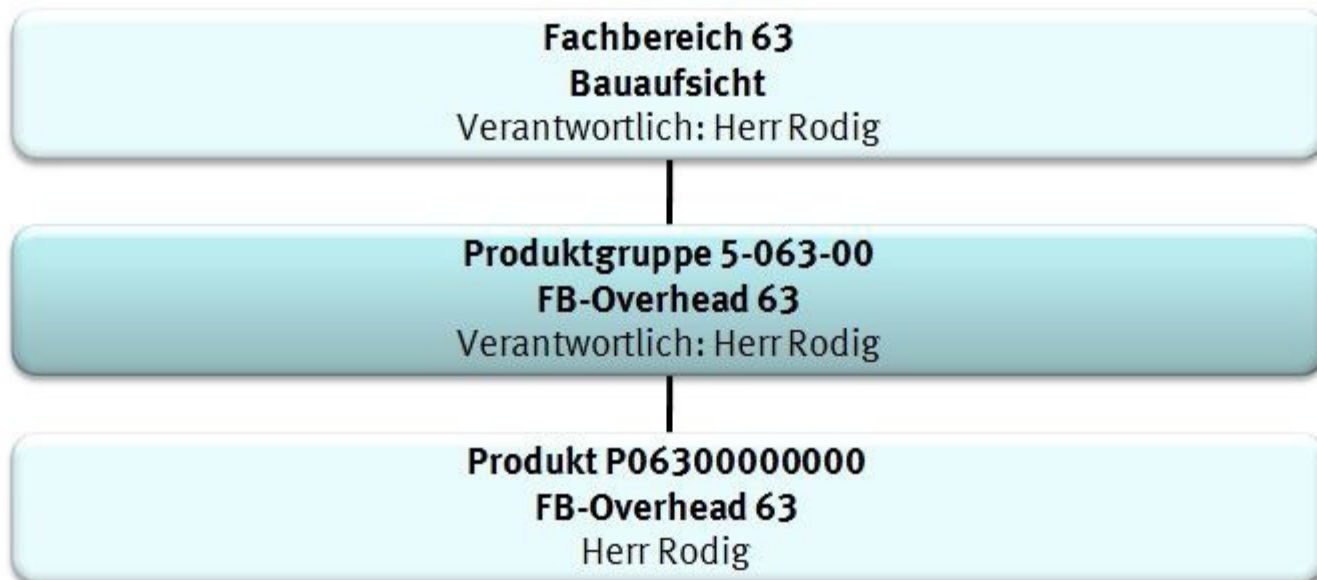 Fachbereich 63
Bauaufsicht
Verantwortlich: Herr Rodig
Produktgruppe 5-063-00
FB-Overhead 63
Verantwortlich: Herr Rodig
Produkt P06300000000
FB-Overhead 63
Herr Rodig